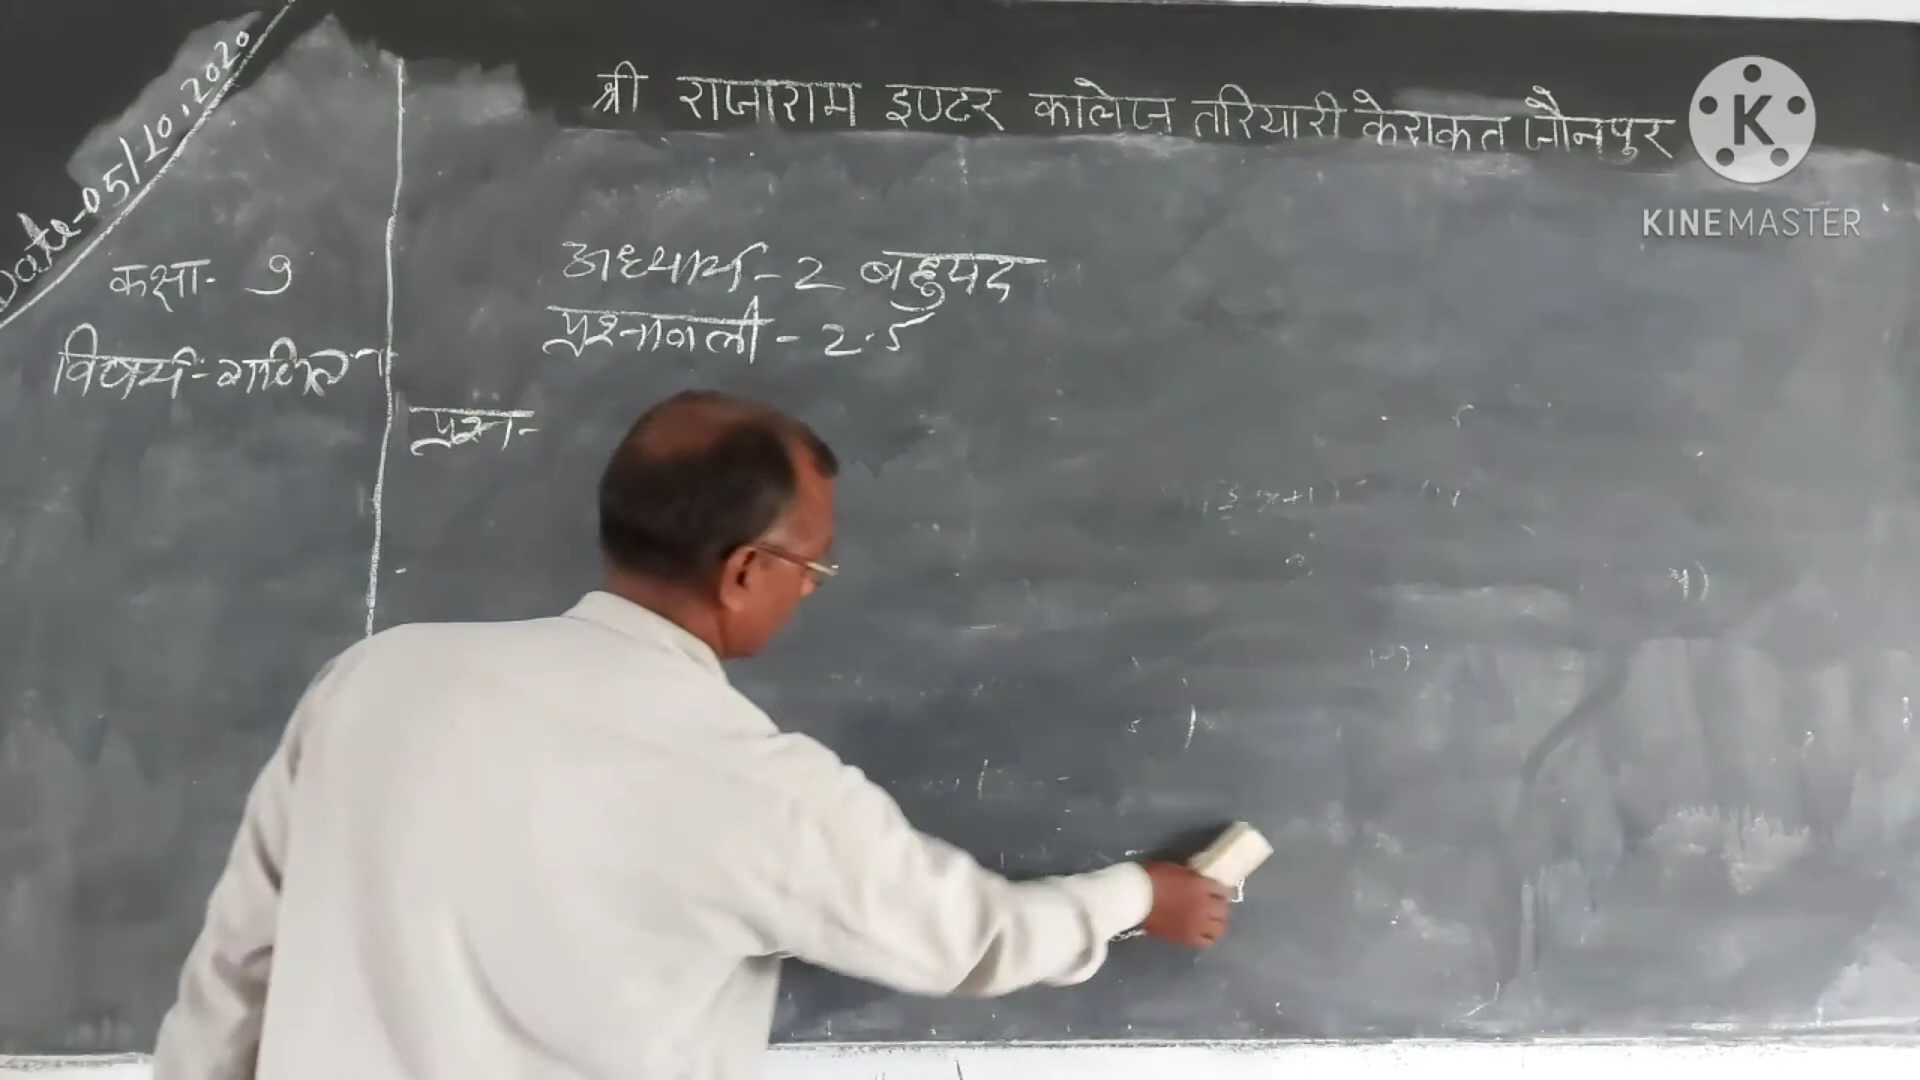 Date-05/10.2020
श्री राजाराम इण्टर कालेज तरियारी केराकत जौनपुर
KINEMASTER
कक्षा- 9
विषय-गणित
अध्याय-2 बहुपद
प्रश्नावली-2.5
प्रश्न-